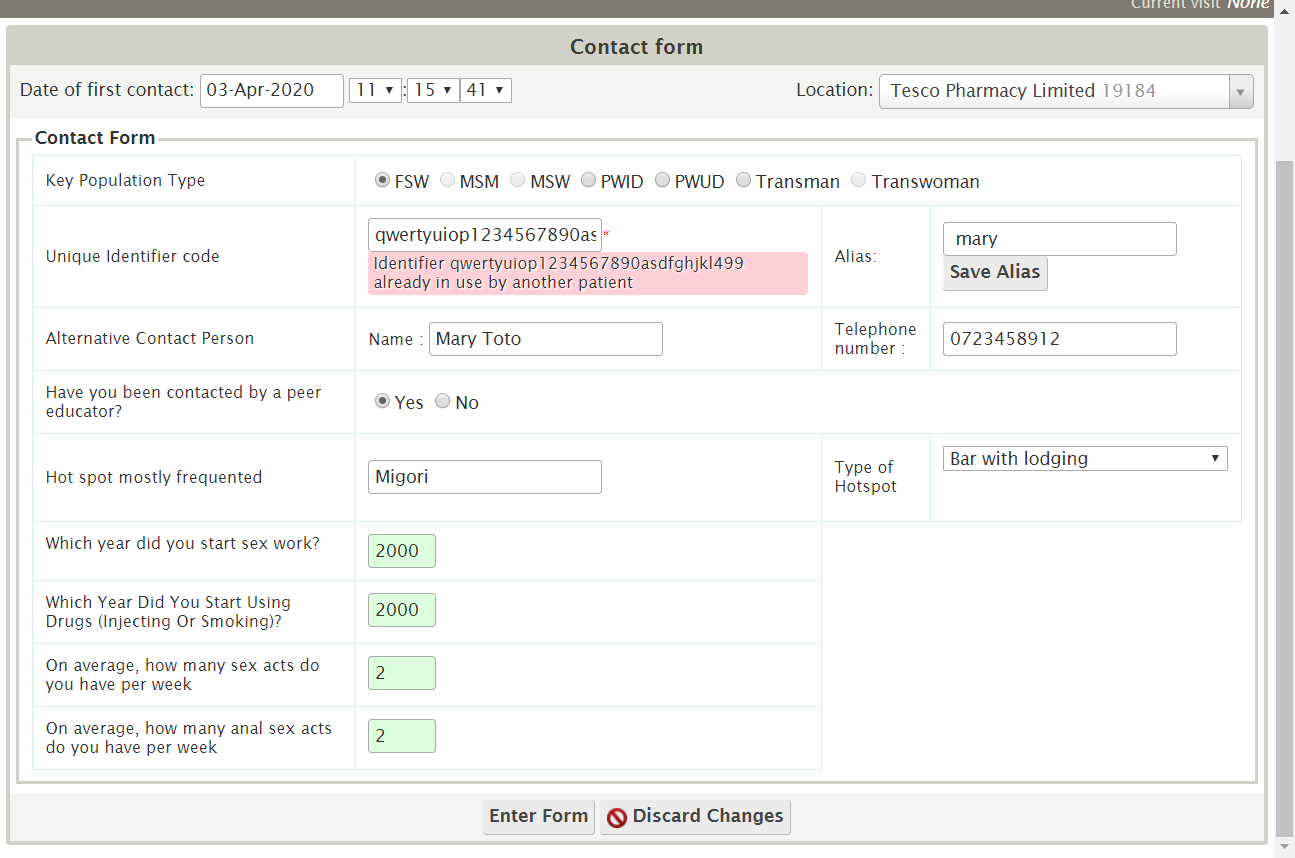 Current visit None
Contact form
Date of first contact: 03-Apr-2020 11 : 15 41 Location: Tesco Pharmacy Limited 19184
Contact Form
Key Population Type FSW MSM MSW PWID PWUD Transman Transwoman
Unique Identifier code qwertyuiop1234567890as * Alias: mary
Identifier qwertyuiop1234567890asdfghjkl499
already in use by another patient
Save Alias
Alternative Contact Person Name : Mary Toto Telephone
number : 0723458912
Have you been contacted by a peer
educator? Yes No
Hot spot mostly frequented Migori Type of
Hotspot Bar with lodging
Which year did you start sex work? 2000
Which Year Did You Start Using
Drugs (Injecting Or Smoking)? 2000
On average, how many sex acts do
you have per week 2
On average, how many anal sex acts
do you have per week 2
Enter Form Discard Changes